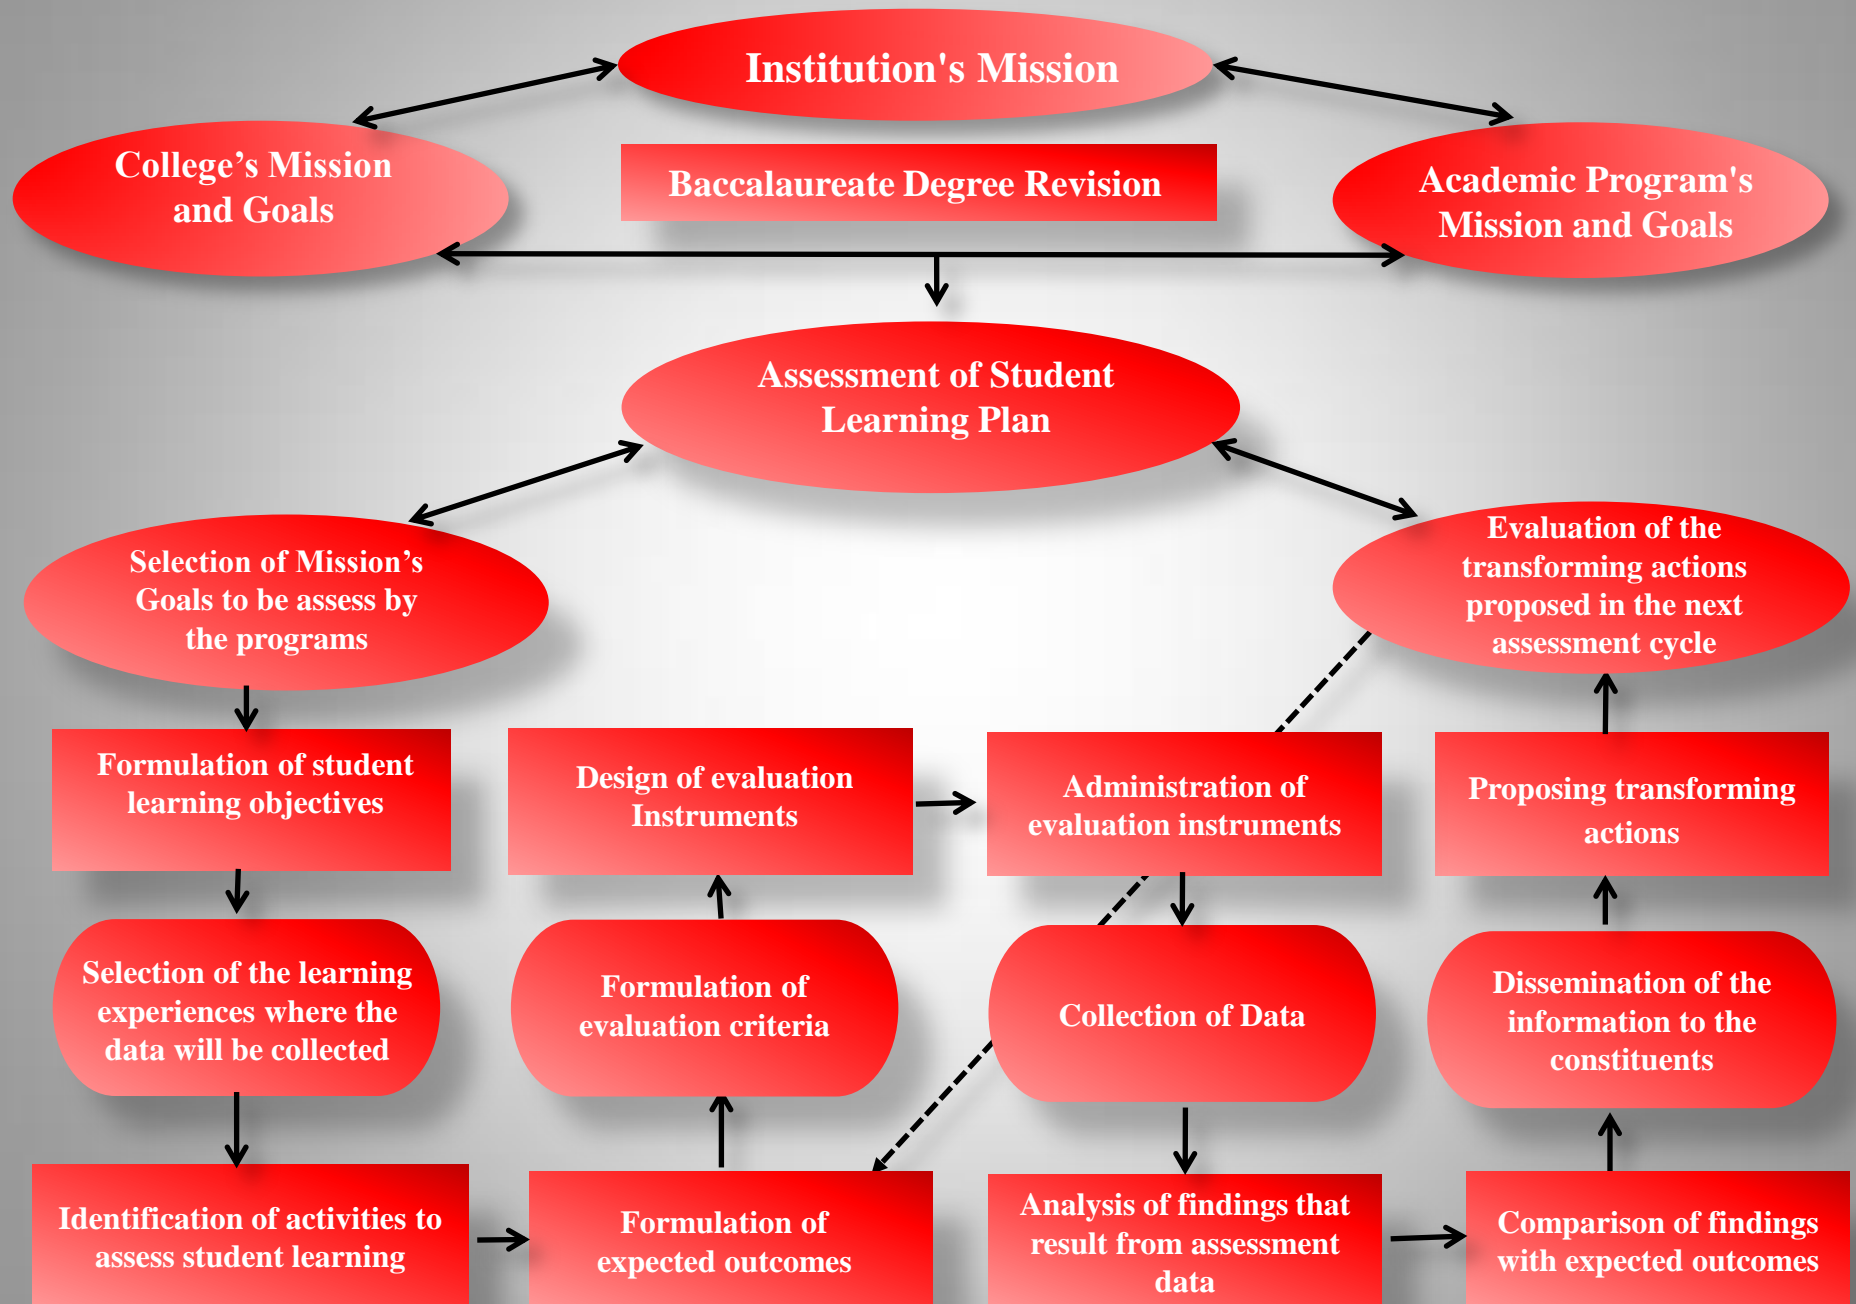 Institution's Mission
College’s Mission
and Goals
Baccalaureate Degree Revision
Academic Program's
Mission and Goals
Assessment of Student
Learning Plan
Selection of Mission’s
Goals to be assess by
the programs
Evaluation of the
transforming actions
proposed in the next
assessment cycle
Formulation of student
learning objectives
Design of evaluation
Instruments
Administration of
evaluation instruments
Proposing transforming
actions
Selection of the learning
experiences where the
data will be collected
Formulation of
evaluation criteria
Collection of Data
Dissemination of the
information to the
constituents
Identification of activities to
assess student learning
Formulation of
expected outcomes
Analysis of findings that
result from assessment
data
Comparison of findings
with expected outcomes